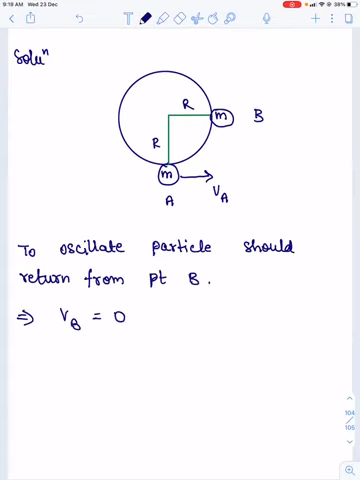 9:19 AM Wed 23 Dec
38%
Soluⁿ
R
m B
R
m
V_A
A
To oscillate particle should
return from pt B.
⇒ V_B = 0
104
/
105